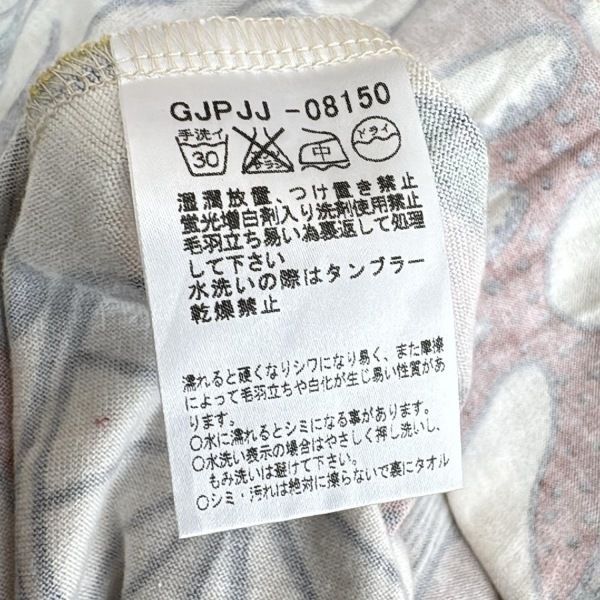 GJPJJ -08150
手洗イ ドライ
30 エンソサラシ 中
湿潤放置、つけ置き禁止
蛍光増白剤入り洗剤使用禁止
毛羽立ち易い為裏返して処理
して下さい
水洗いの際はタンブラー
乾燥禁止
濡れると硬くなりシワになり易く、また摩擦
によって毛羽立ちや白化が生じ易い性質があ
ります。
○水に濡れるとシミになる事があります。
○水洗い表示の場合はやさしく押し洗いし、
もみ洗いは避けて下さい。
○シミ・汚れは絶対に擦らないで裏にタオル